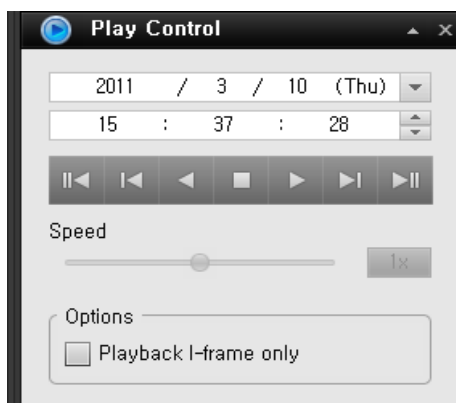 Play Control
2011 / 3 / 10 (Thu)
15 : 37 : 28
Speed
1x
Options
Playback I-frame only